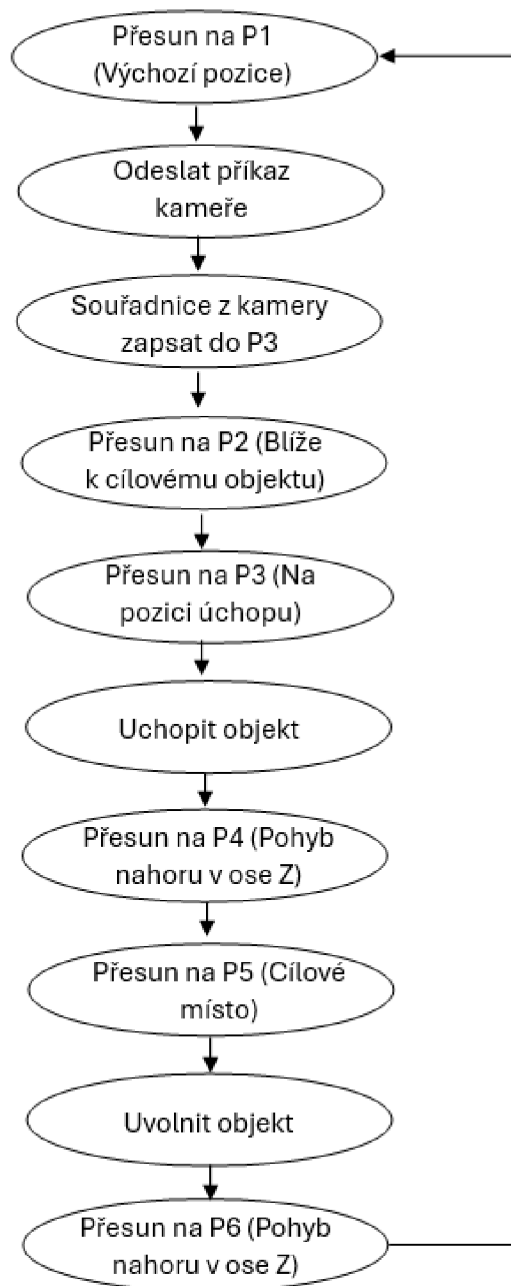 Přesun na P1
(Výchozí pozice)
Odeslat příkaz
kameře
Souřadnice z kamery
zapsat do P3
Přesun na P2 (Blíže
k cílovému objektu)
Přesun na P3 (Na
pozici úchopu)
Uchopit objekt
Přesun na P4 (Pohyb
nahoru v ose Z)
Přesun na P5 (Cílové
místo)
Uvolnit objekt
Přesun na P6 (Pohyb
nahoru v ose Z)